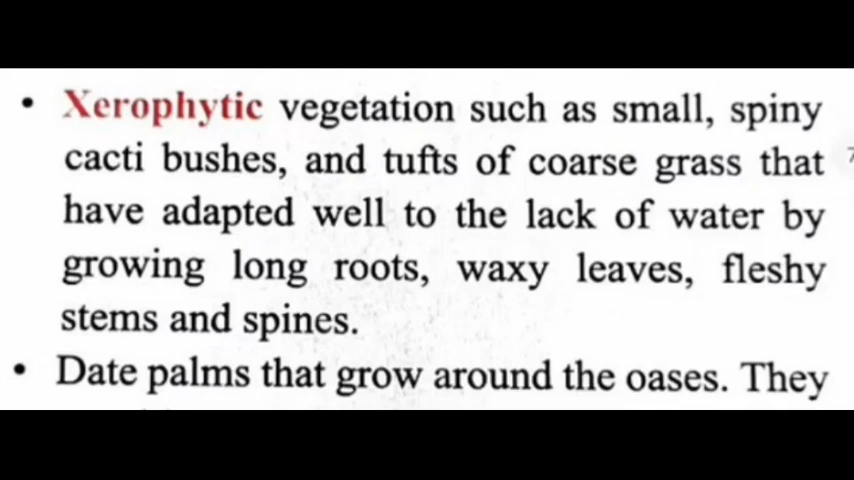 • Xerophytic vegetation such as small, spiny
cacti bushes, and tufts of coarse grass that
have adapted well to the lack of water by
growing long roots, waxy leaves, fleshy
stems and spines.
• Date palms that grow around the oases. They